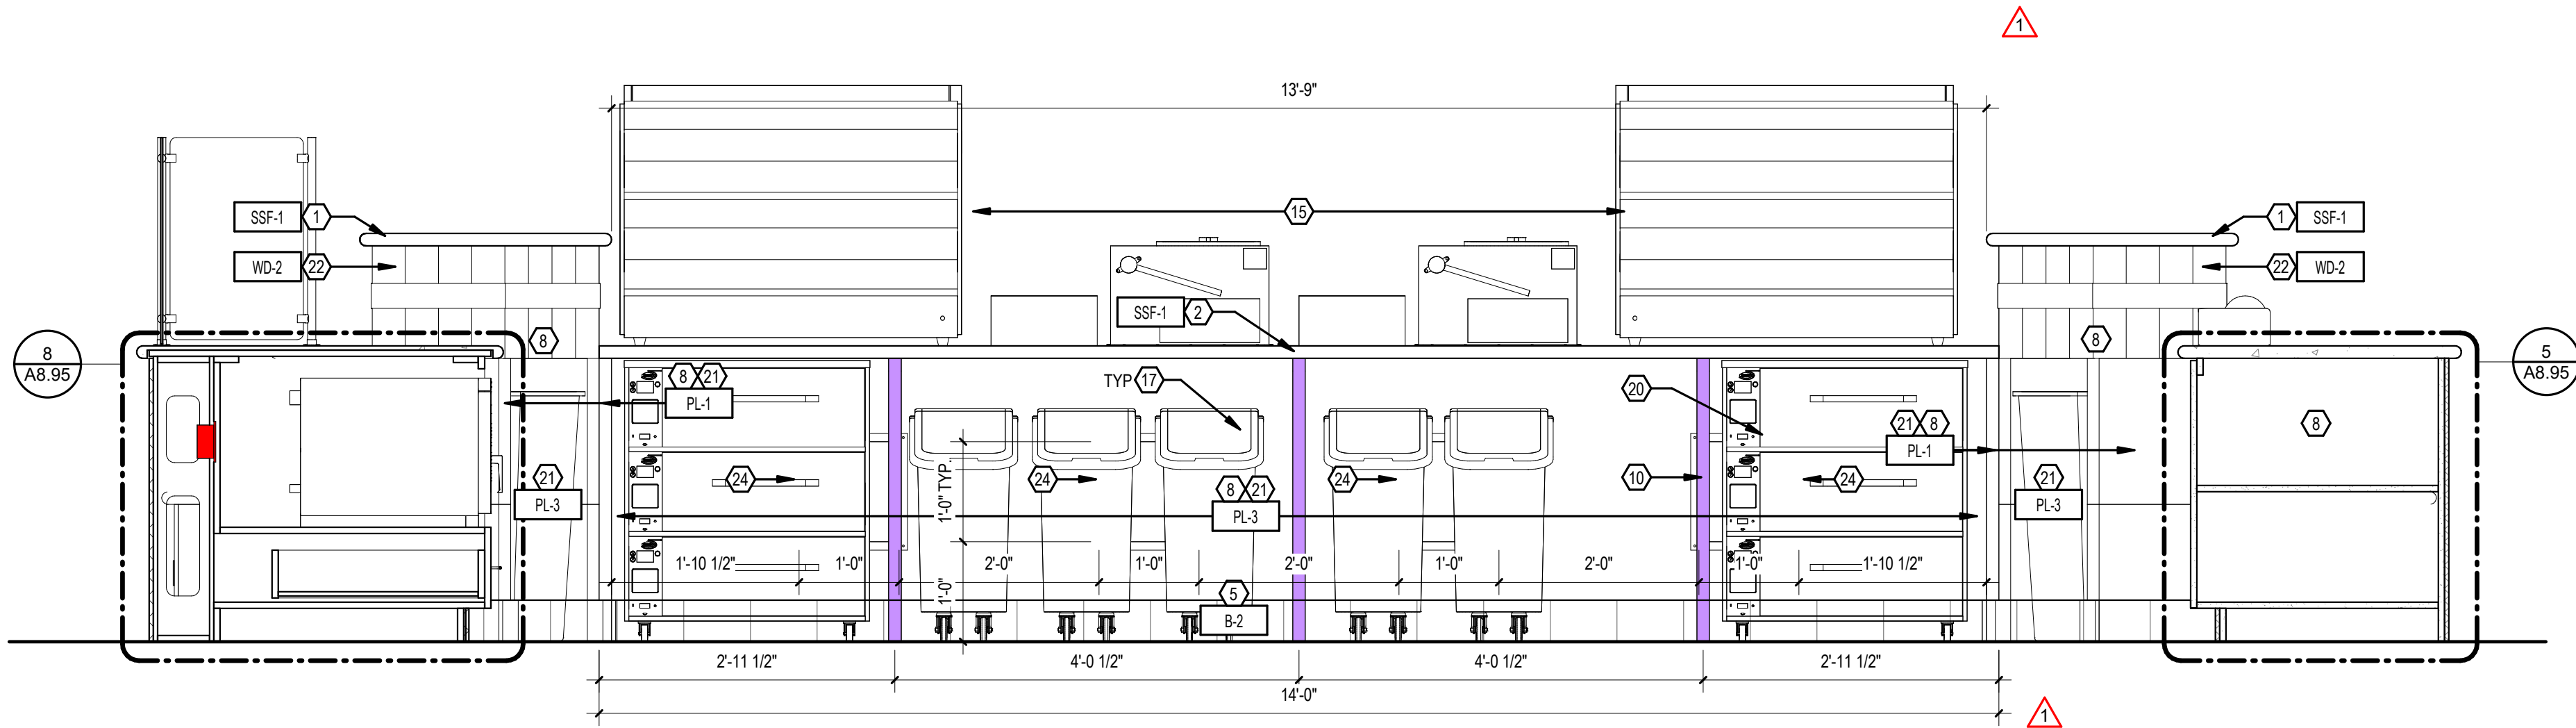 1
13'-9"
SSF-1 1
15
1 SSF-1
WD-2 22
22 WD-2
SSF-1 2
8
8
8
A8.95
5
A8.95
8 21
PL-1
TYP 17
20
21 8
PL-1
8
24
24
24
10
24
21
PL-3
8 21
PL-3
21
PL-3
1'-0" TYP.
1'-0"
1'-10 1/2"
1'-0"
2'-0"
1'-0"
2'-0"
1'-0"
2'-0"
1'-0"
1'-10 1/2"
5
B-2
2'-11 1/2"
4'-0 1/2"
4'-0 1/2"
2'-11 1/2"
14'-0"
1